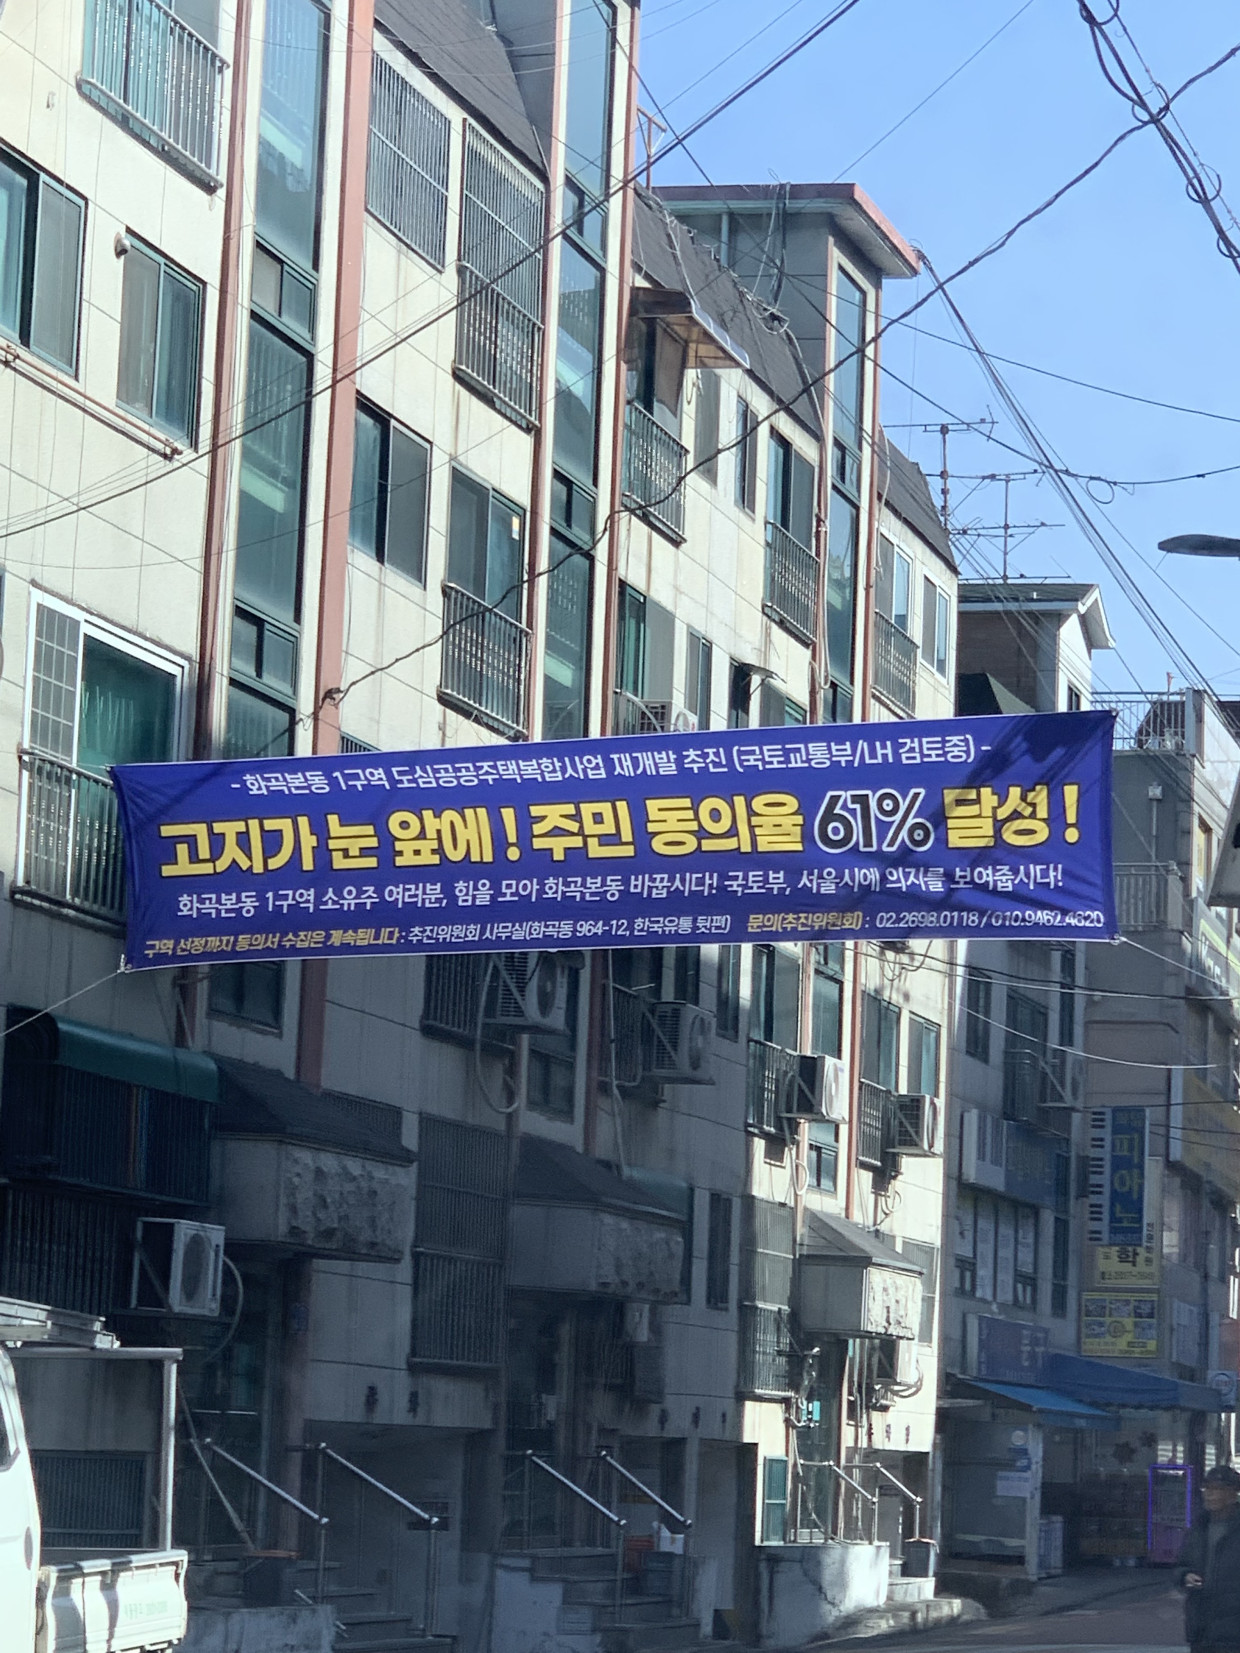 - 화곡본동 1구역 도심공공주택복합사업 재개발 추진 (국토교통부/LH 검토중) -
고지가 눈 앞에! 주민 동의율 61% 달성!
화곡본동 1구역 소유주 여러분, 힘을 모아 화곡본동 바꿉시다! 국토부, 서울시에 의지를 보여줍시다!
구역 선정까지 동의서 수집은 계속됩니다 : 추진위원회 사무실(화곡동 964-12, 한국유통 뒷편) 문의(추진위원회) : 02.2698.0118 / 010.9462.4620
피아노
학